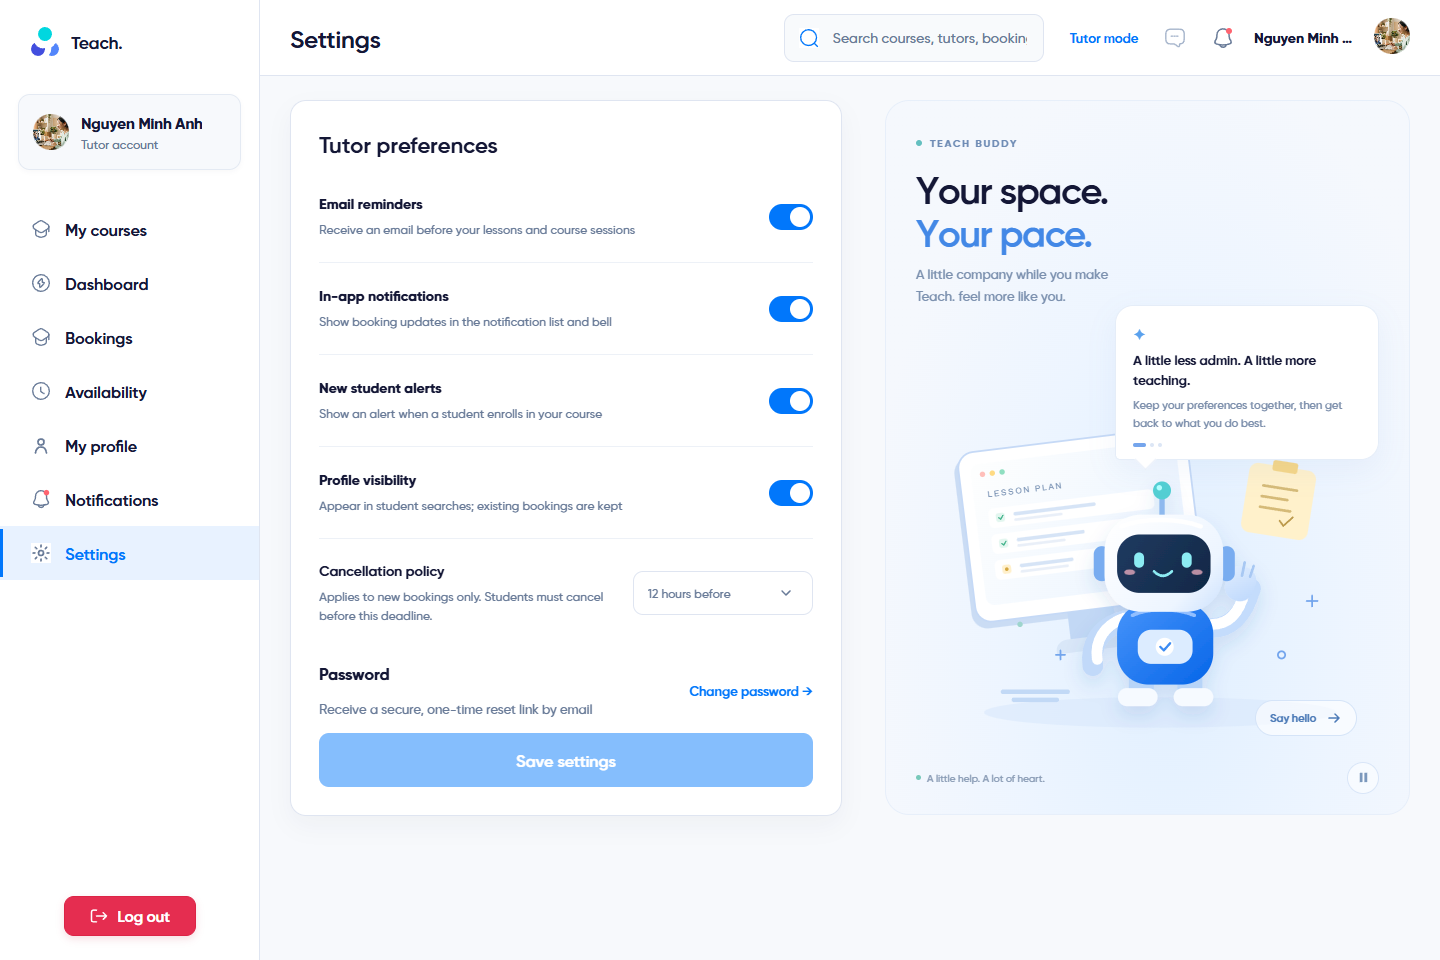 Teach.
Settings
Search courses, tutors, bookin
Tutor mode
Nguyen Minh ...
Nguyen Minh Anh
Tutor account
My courses
Dashboard
Bookings
Availability
My profile
Notifications
Settings
Log out
Tutor preferences
Email reminders
Receive an email before your lessons and course sessions
In-app notifications
Show booking updates in the notification list and bell
New student alerts
Show an alert when a student enrolls in your course
Profile visibility
Appear in student searches; existing bookings are kept
Cancellation policy
Applies to new bookings only. Students must cancel
before this deadline.
12 hours before
Password
Receive a secure, one-time reset link by email
Change password →
Save settings
TEACH BUDDY
Your space.
Your pace.
A little company while you make
Teach. feel more like you.
A little less admin. A little more
teaching.
Keep your preferences together, then get
back to what you do best.
LESSON PLAN
Say hello →
A little help. A lot of heart.